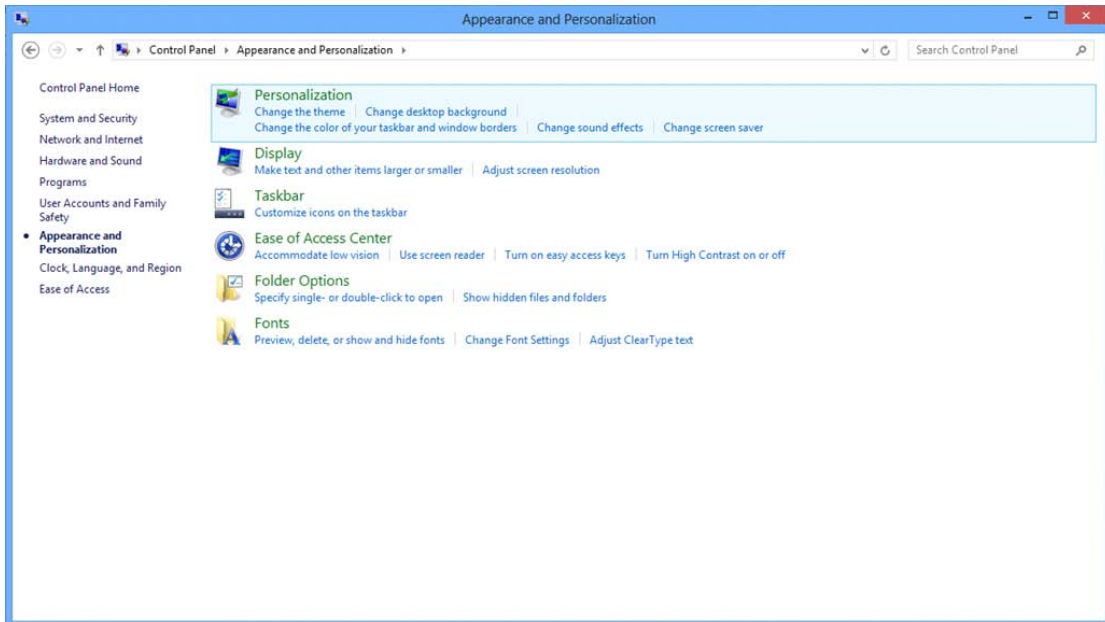 Appearance and Personalization
Control Panel Appearance and Personalization
Search Control Panel
Control Panel Home
System and Security
Network and Internet
Hardware and Sound
Programs
User Accounts and Family
Safety
Appearance and
Personalization
Clock, Language, and Region
Ease of Access
Personalization
Change the theme Change desktop background
Change the color of your taskbar and window borders Change sound effects Change screen saver
Display
Make text and other items larger or smaller Adjust screen resolution
Taskbar
Customize icons on the taskbar
Ease of Access Center
Accommodate low vision Use screen reader Turn on easy access keys Turn High Contrast on or off
Folder Options
Specify single- or double-click to open Show hidden files and folders
Fonts
Preview, delete, or show and hide fonts Change Font Settings Adjust ClearType text